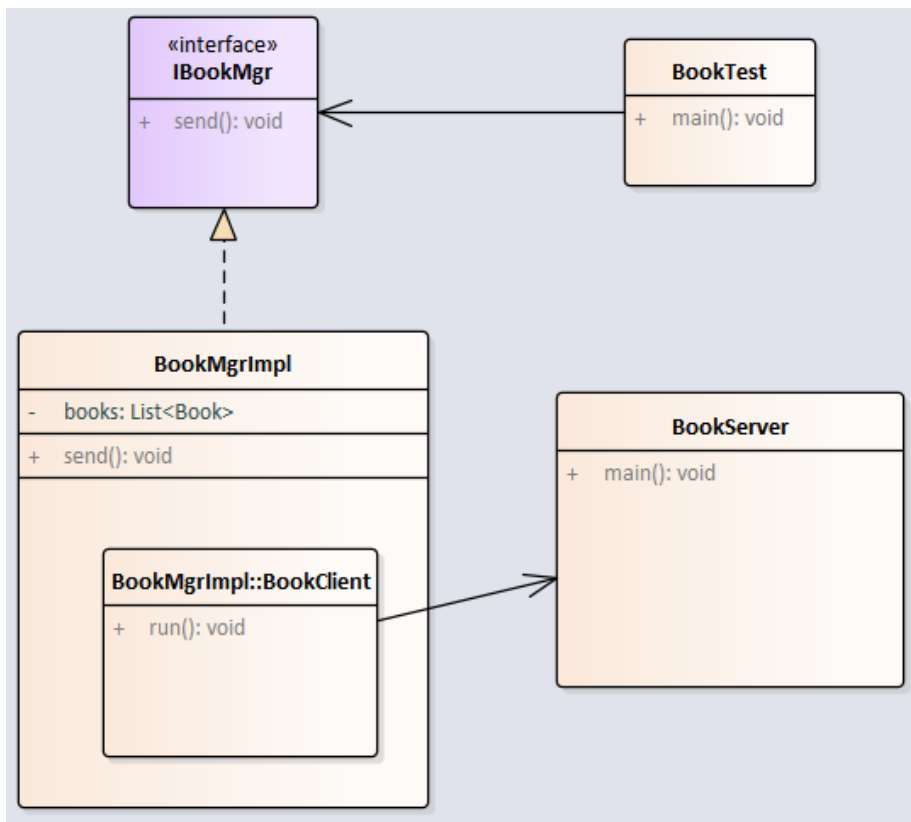 «interface»
IBookMgr
+ send(): void
BookTest
+ main(): void
BookMgrImpl
- books: List<Book>
+ send(): void
BookMgrImpl::BookClient
+ run(): void
BookServer
+ main(): void